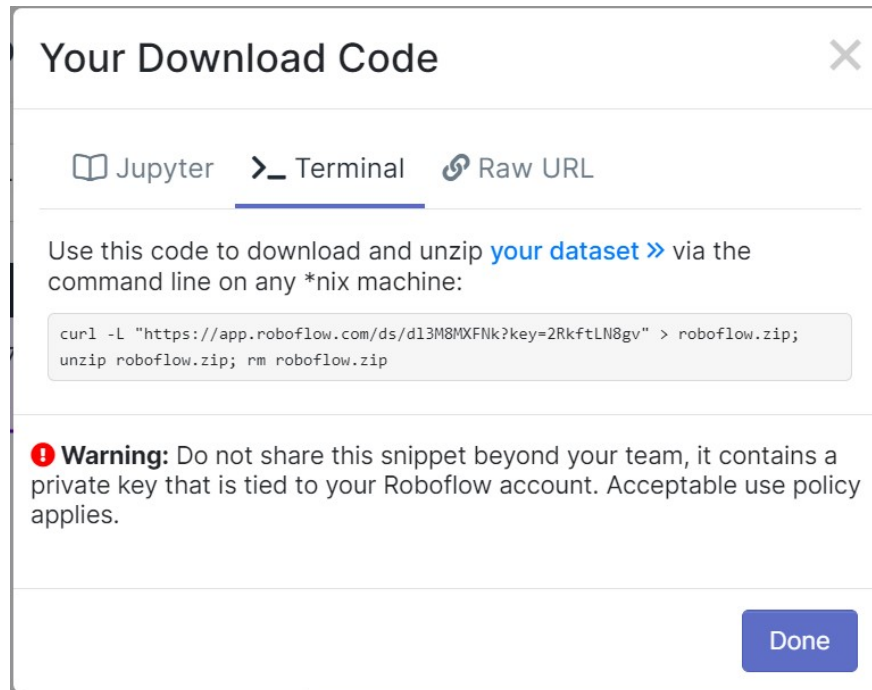 Your Download Code
Jupyter
Terminal
Raw URL
Use this code to download and unzip your dataset » via the
command line on any *nix machine:
curl -L "https://app.roboflow.com/ds/dl3M8MXFNk?key=2RkftLN8gv" > roboflow.zip;
unzip roboflow.zip; rm roboflow.zip
Warning: Do not share this snippet beyond your team, it contains a
private key that is tied to your Roboflow account. Acceptable use policy
applies.
Done